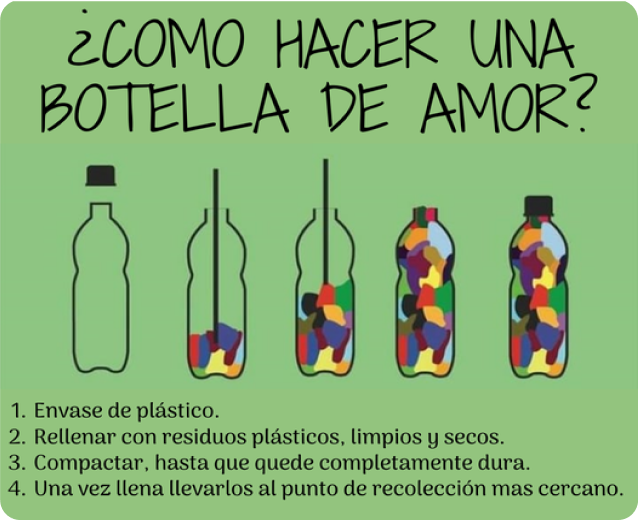 ¿COMO HACER UNA
BOTELLA DE AMOR?
1. Envase de plástico.
2. Rellenar con residuos plásticos, limpios y secos.
3. Compactar, hasta que quede completamente dura.
4. Una vez llena llevarlos al punto de recolección mas cercano.